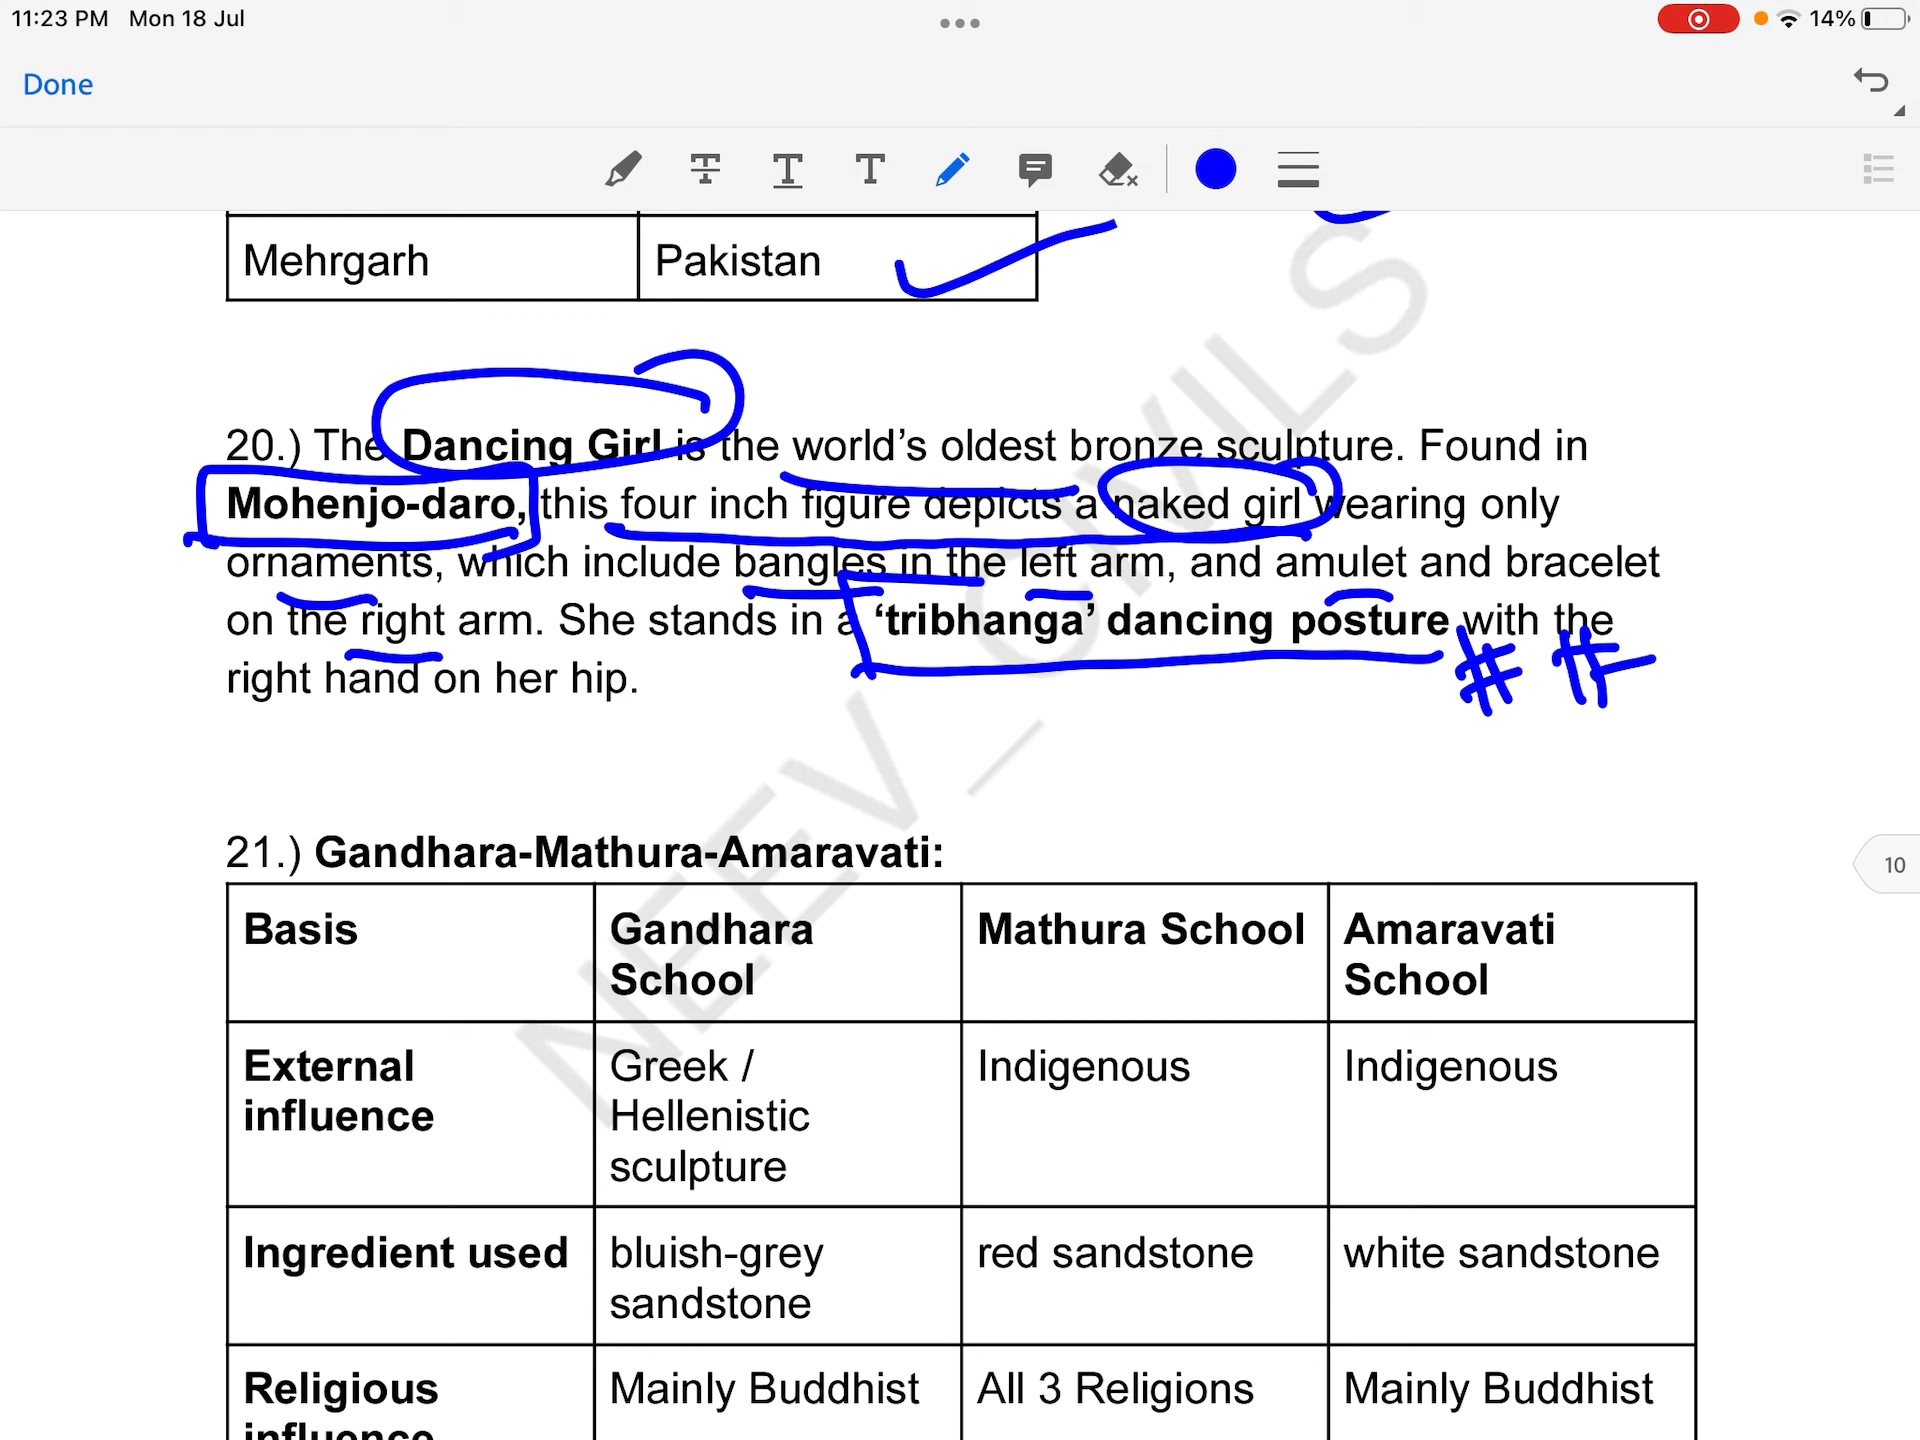 11:23 PM Mon 18 Jul
14%
Done
Mehrgarh Pakistan
20.) The Dancing Girl is the world's oldest bronze sculpture. Found in
Mohenjo-daro, this four inch figure depicts a naked girl wearing only
ornaments, which include bangles in the left arm, and amulet and bracelet
on the right arm. She stands in a 'tribhanga' dancing posture with the
right hand on her hip.
# #
21.) Gandhara-Mathura-Amaravati:
10
Basis Gandhara School Mathura School Amaravati School
External influence Greek / Hellenistic sculpture Indigenous Indigenous
Ingredient used bluish-grey sandstone red sandstone white sandstone
Religious influence Mainly Buddhist All 3 Religions Mainly Buddhist
NEEV_CIVILS